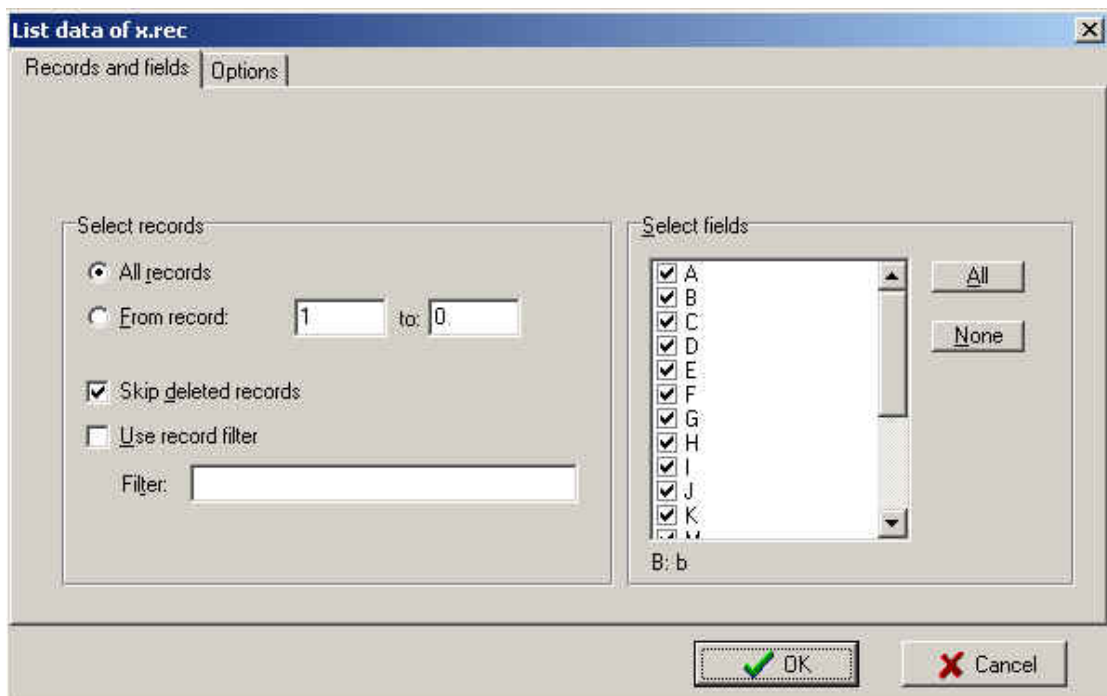 List data of x.rec
Records and fields Options
Select records
All records
From record: 1 to: 0
Skip deleted records
Use record filter
Filter:
Select fields
A
B
C
D
E
F
G
H
I
J
K
B: b
All
None
OK Cancel